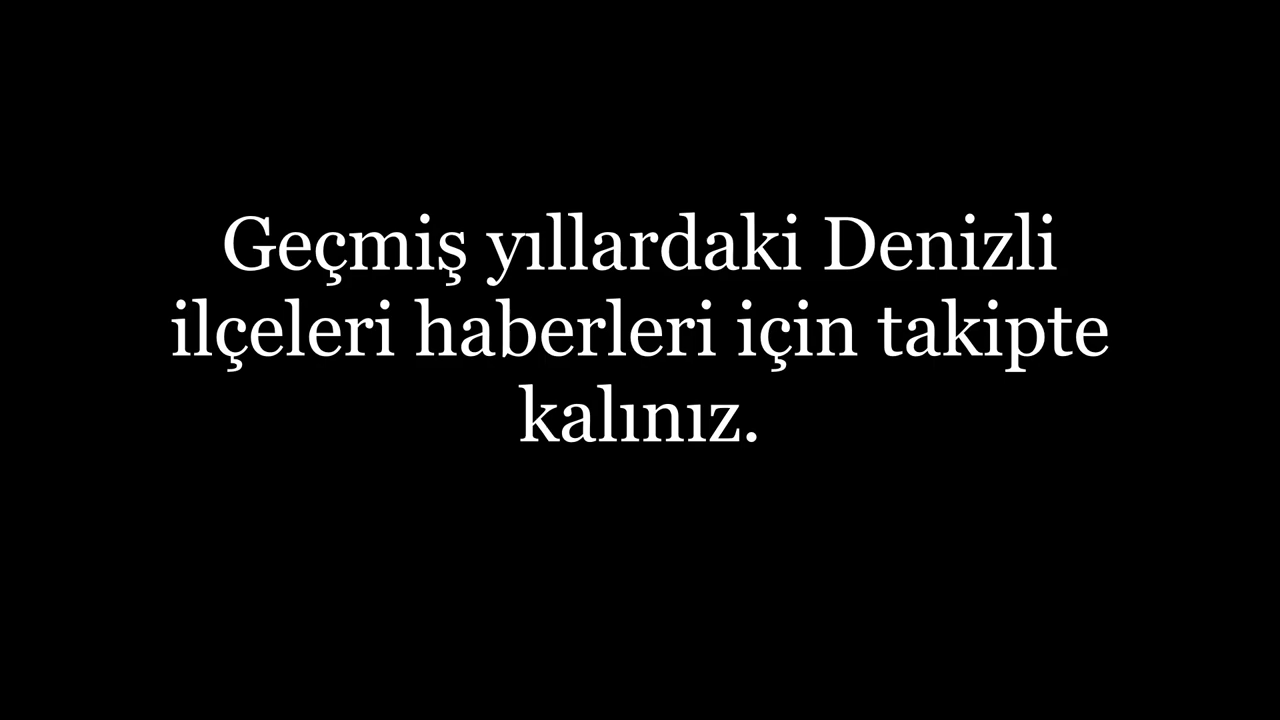 Geçmiş yıllardaki Denizli
ilçeleri haberleri için takipte
kalınız.